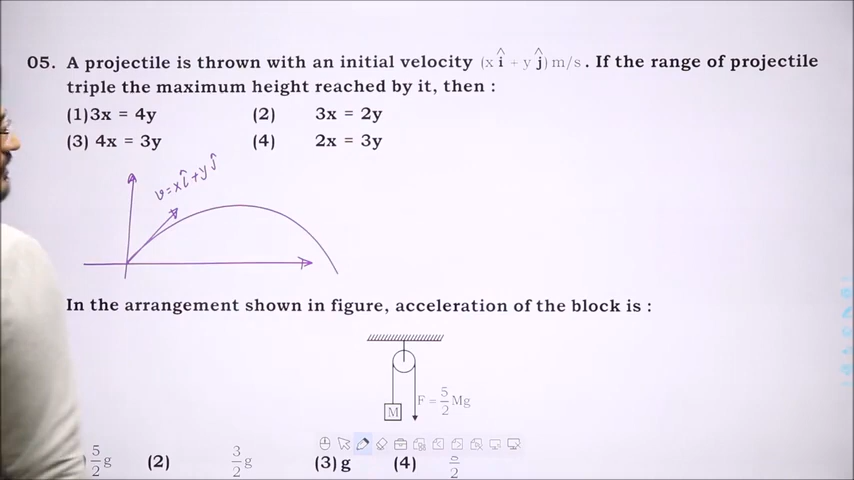 05. A projectile is thrown with an initial velocity (x î + y ĵ) m/s. If the range of projectile
triple the maximum height reached by it, then :
(1)3x = 4y (2) 3x = 2y
(3) 4x = 3y (4) 2x = 3y
v=xî+yĵ
In the arrangement shown in figure, acceleration of the block is :
M F = 5/2 Mg
) 5/2 g (2) 3/2 g (3) g (4) /2